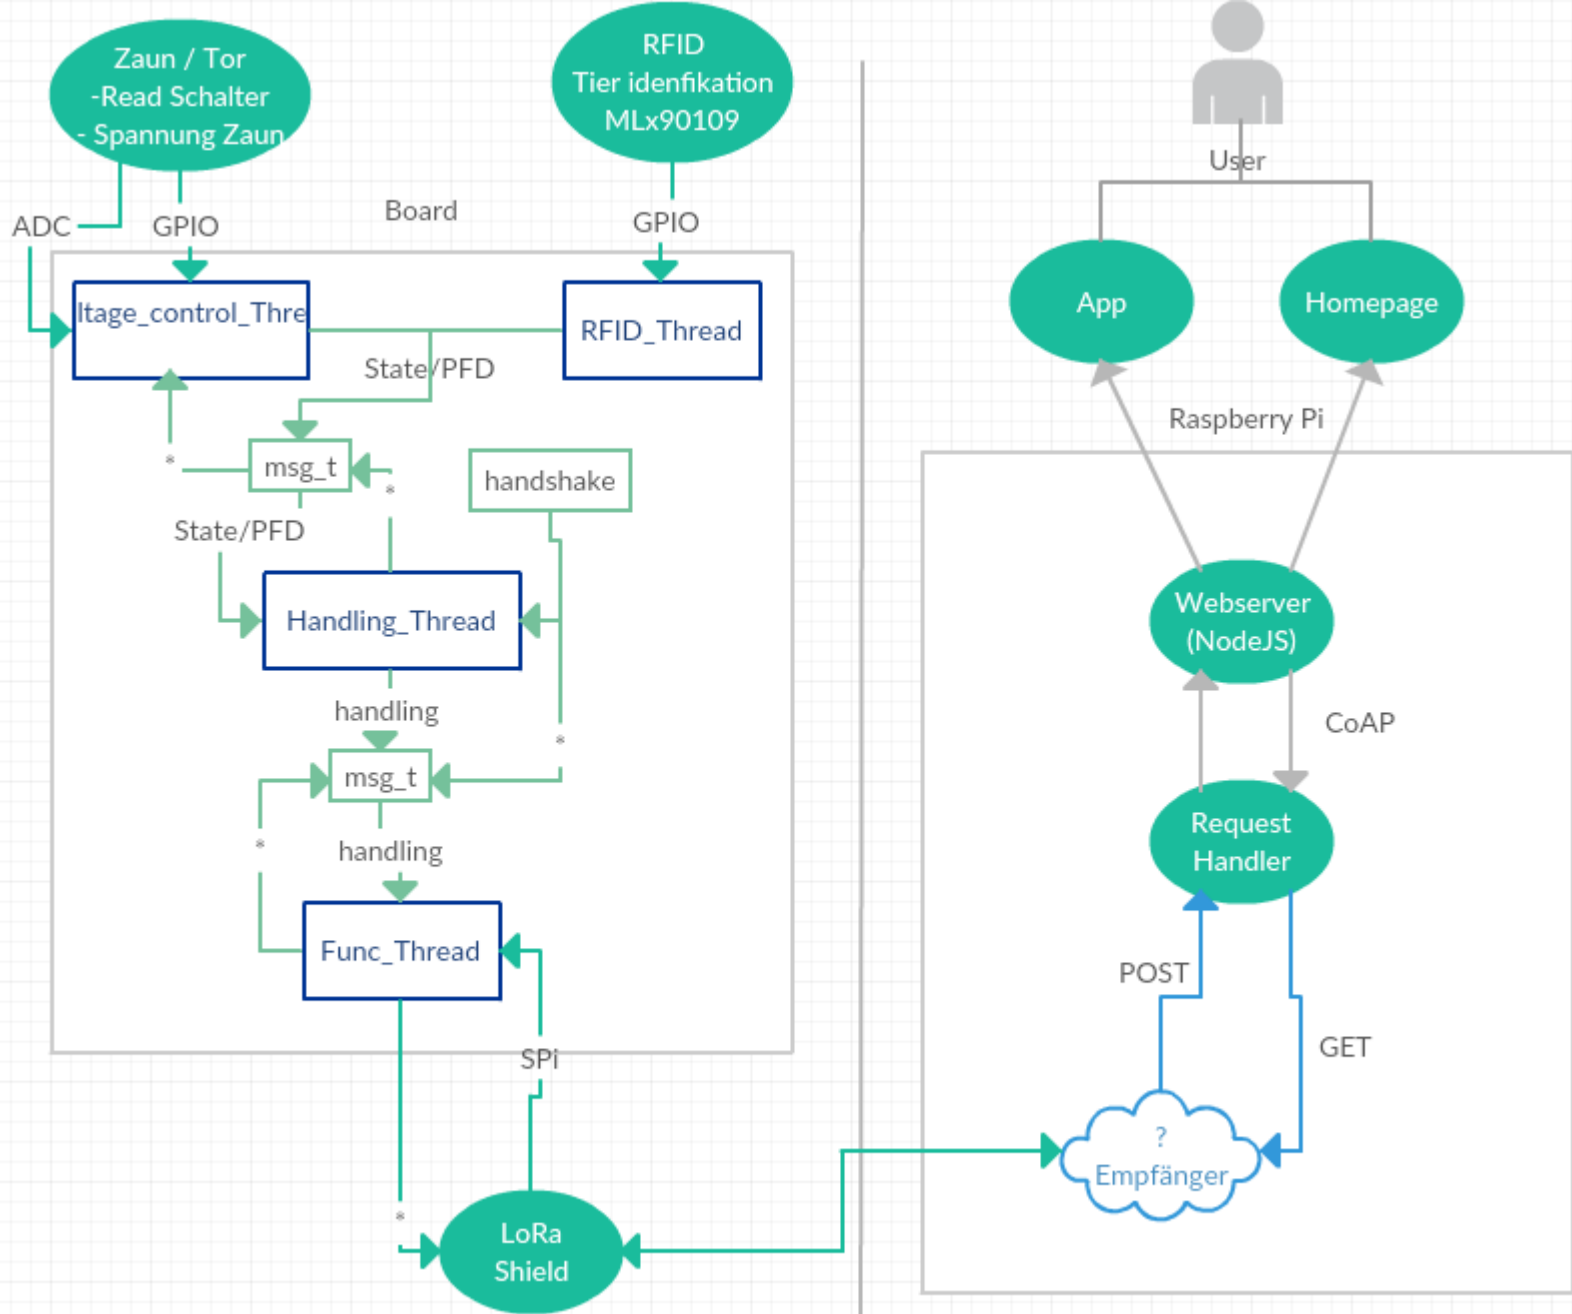 Zaun / Tor
-Read Schalter
- Spannung Zaun
RFID
Tier idenfikation
MLx90109
User
ADC
GPIO
Board
GPIO
ltage_control_Thre
RFID_Thread
State/PFD
App
Homepage
Raspberry Pi
*
msg_t
*
handshake
State/PFD
Handling_Thread
Webserver
(NodeJS)
handling
*
CoAP
msg_t
*
handling
Request
Handler
Func_Thread
POST
GET
SPi
?
Empfänger
*
LoRa
Shield